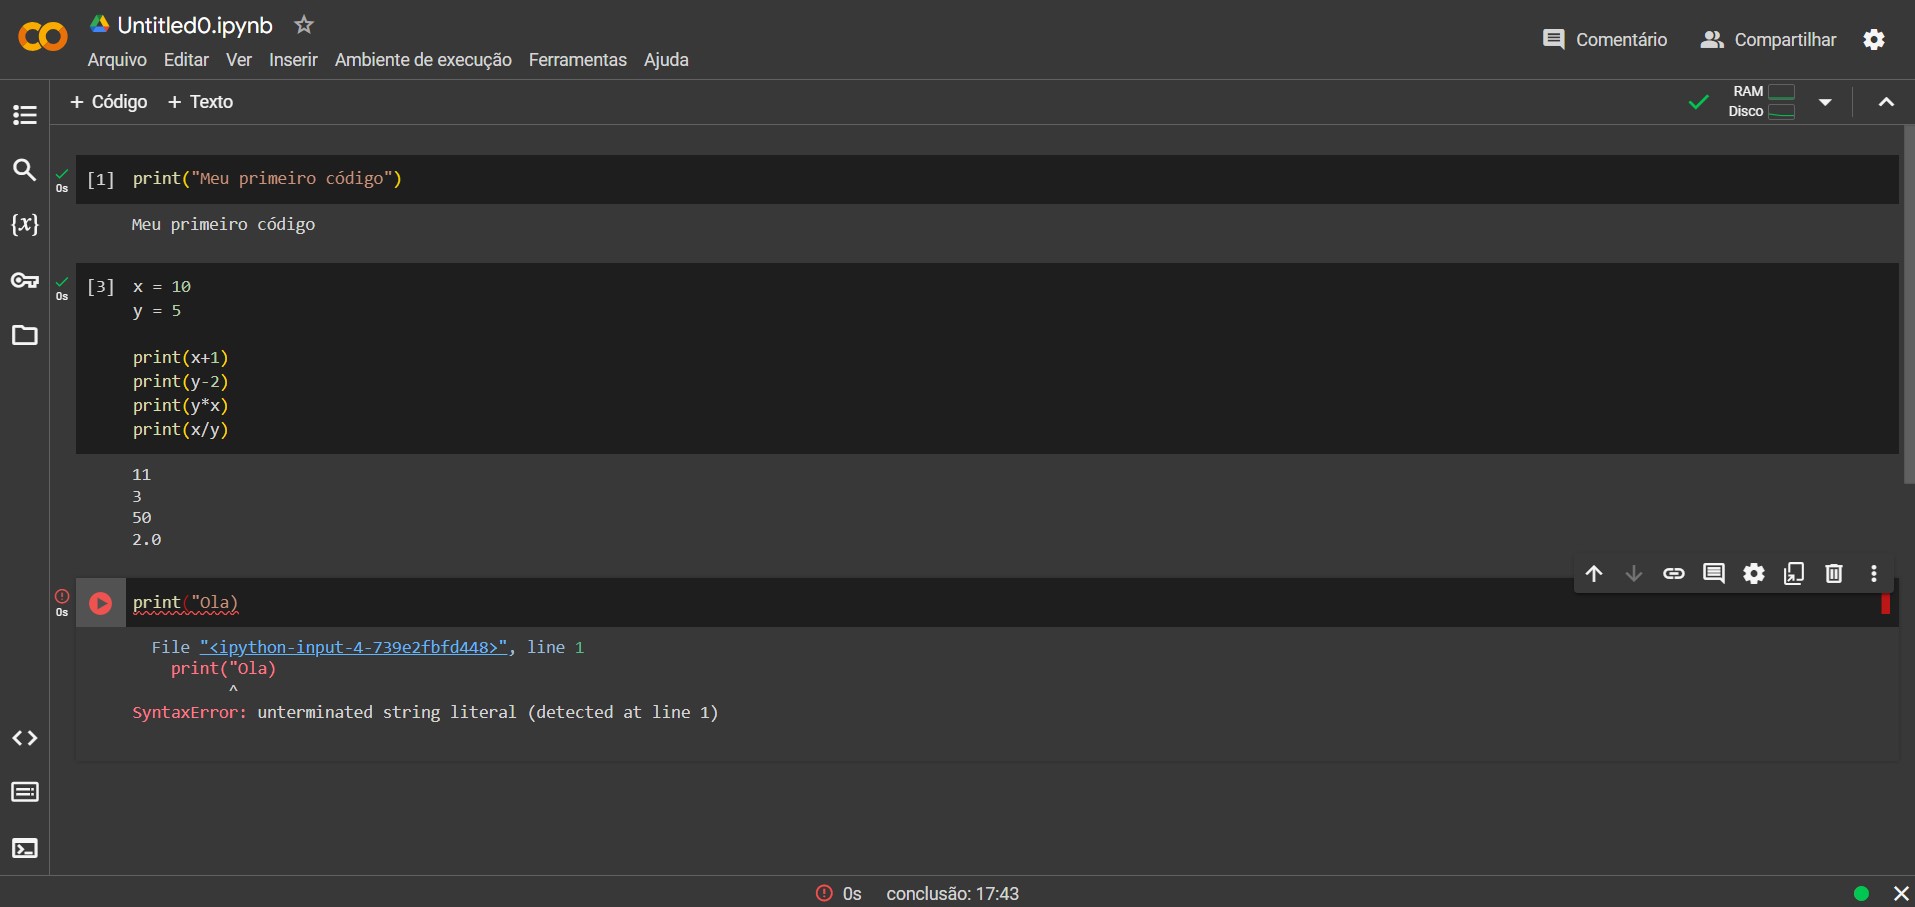 Untitled0.ipynb
Arquivo Editar Ver Inserir Ambiente de execução Ferramentas Ajuda
Comentário Compartilhar
+ Código + Texto
RAM
Disco
0s
[1] print("Meu primeiro código")
Meu primeiro código
{x}
0s
[3] x = 10
y = 5
print(x+1)
print(y-2)
print(y*x)
print(x/y)
11
3
50
2.0
0s
print("Ola)
File "<ipython-input-4-739e2fbfd448>", line 1
print("Ola)
^
SyntaxError: unterminated string literal (detected at line 1)
0s conclusão: 17:43